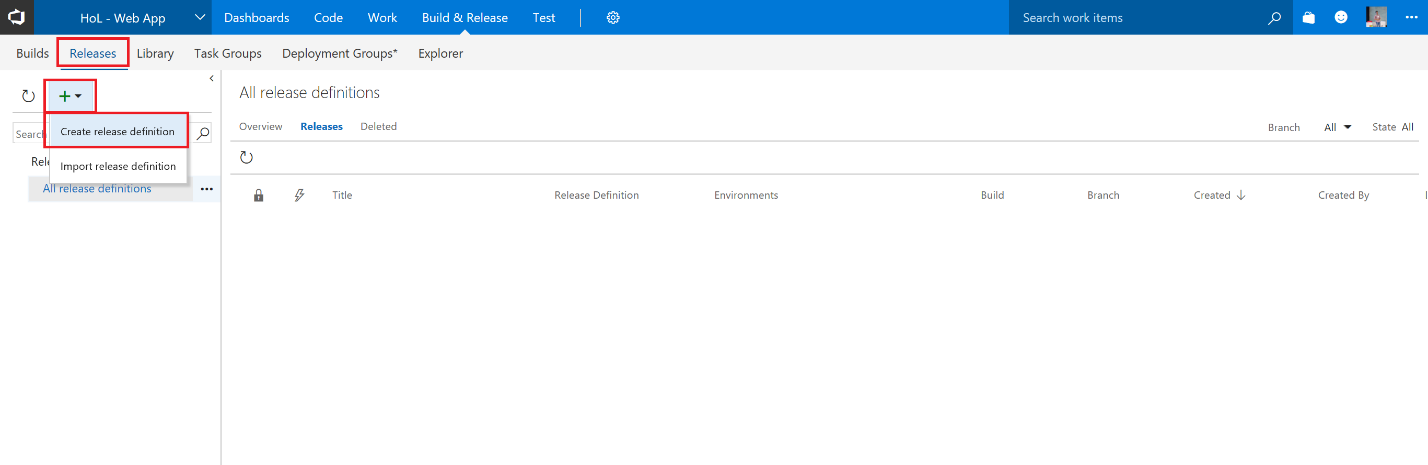 HoL - Web App Dashboards Code Work Build & Release Test Search work items
Builds Releases Library Task Groups Deployment Groups* Explorer
All release definitions
Create release definition
Search
Import release definition
All release definitions
Overview Releases Deleted Branch All State All
Title Release Definition Environments Build Branch Created Created By